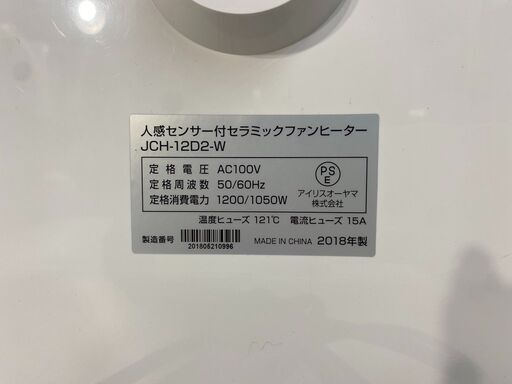 人感センサー付セラミックファンヒーター
JCH-12D2-W
定格電圧 AC100V
定格周波数 50/60Hz
定格消費電力 1200/1050W
PS
E
アイリスオーヤマ
株式会社
温度ヒューズ 121℃ 電流ヒューズ 15A
製造番号
201806210996
MADE IN CHINA 2018年製